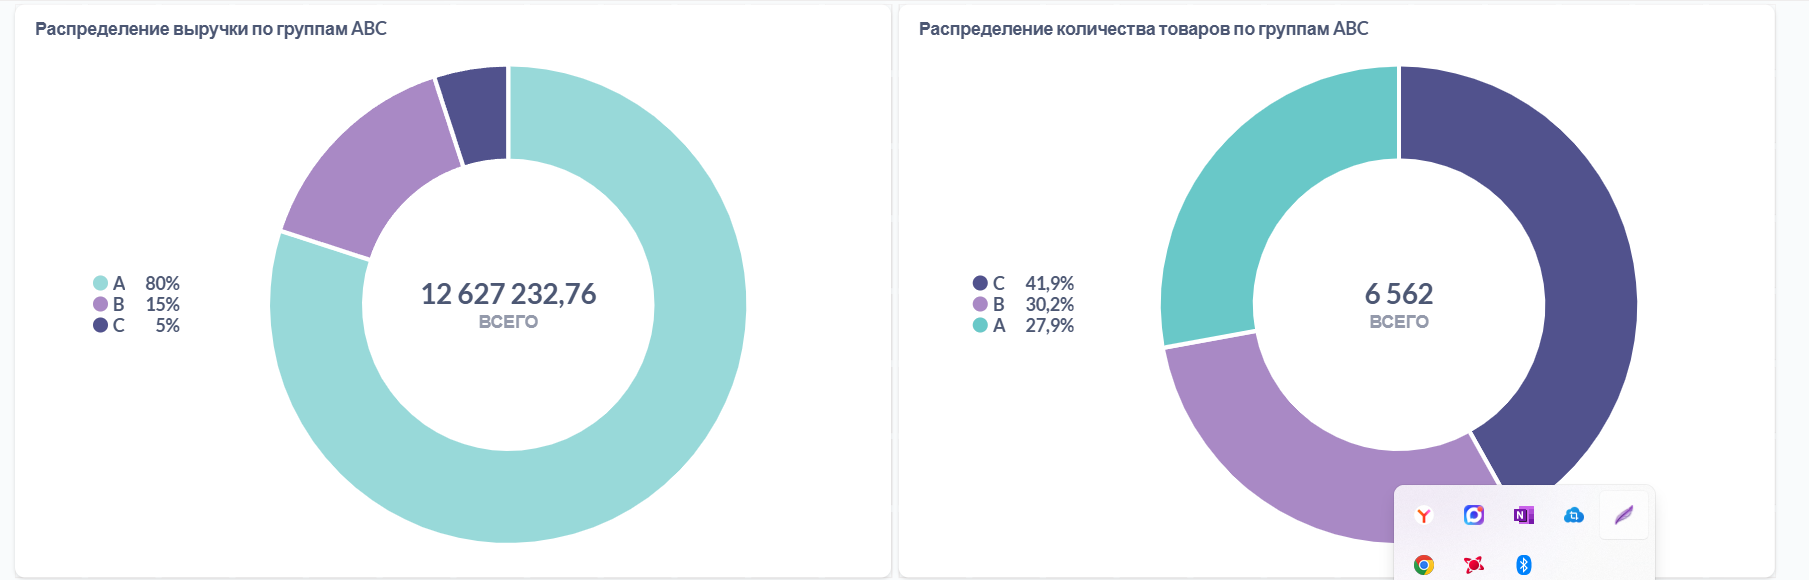 Распределение выручки по группам ABC
A 80%
B 15%
C 5%
12 627 232,76
ВСЕГО
Распределение количества товаров по группам ABC
C 41,9%
B 30,2%
A 27,9%
6 562
ВСЕГО